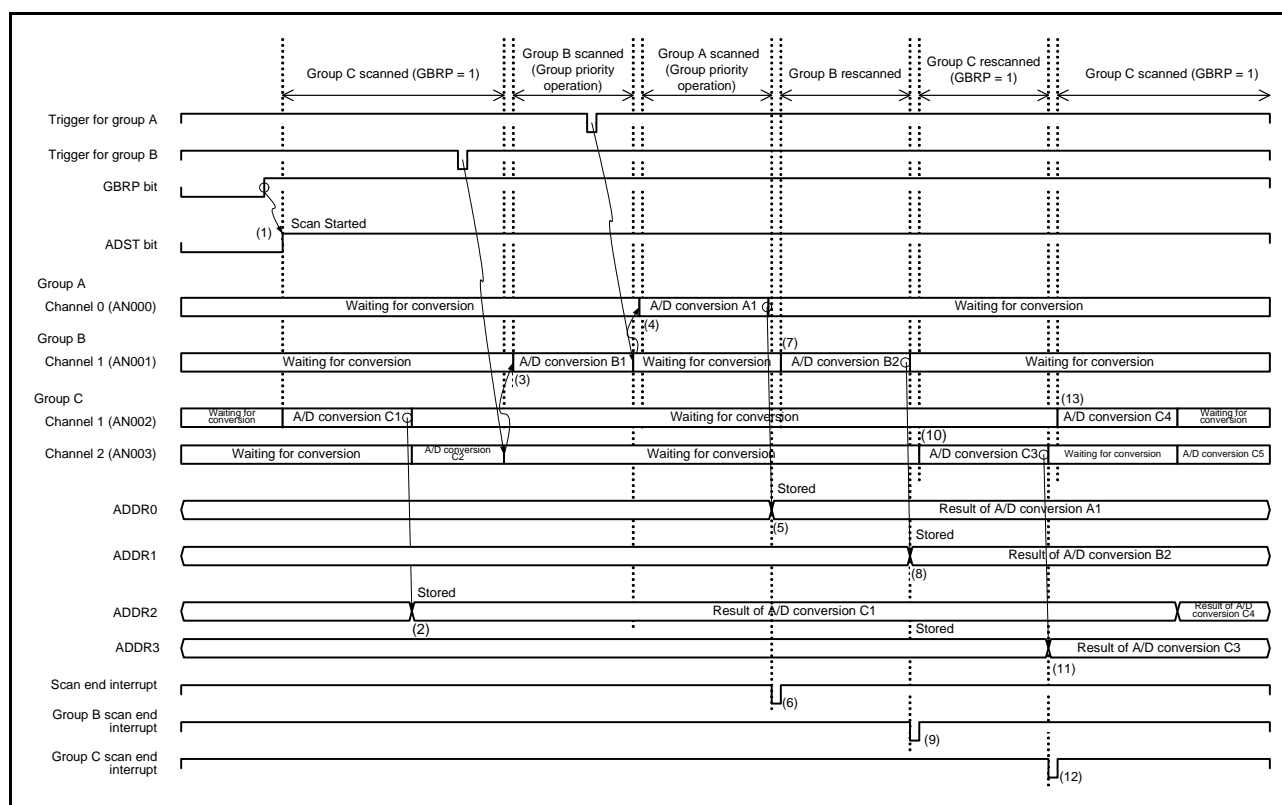 Group C scanned (GBRP = 1)
Group B scanned
(Group priority
operation)
Group A scanned
(Group priority
operation)
Group B rescanned
Group C rescanned
(GBRP = 1)
Group C scanned (GBRP = 1)
Trigger for group A
Trigger for group B
GBRP bit
(1)
Scan Started
ADST bit
Group A
Channel 0 (AN000)
Waiting for conversion
A/D conversion A1
Waiting for conversion
(4)
Group B
(7)
Channel 1 (AN001)
Waiting for conversion
A/D conversion B1
Waiting for conversion
A/D conversion B2
Waiting for conversion
(3)
Group C
(13)
Channel 1 (AN002)
Waiting for
conversion
A/D conversion C1
Waiting for conversion
A/D conversion C4
Waiting for
conversion
(10)
Channel 2 (AN003)
Waiting for conversion
A/D conversion
C2
Waiting for conversion
A/D conversion C3
Waiting for conversion
A/D conversion C5
Stored
ADDR0
Result of A/D conversion A1
(5)
Stored
ADDR1
Result of A/D conversion B2
(8)
Stored
ADDR2
Result of A/D conversion C1
Result of A/D
conversion C4
(2)
Stored
ADDR3
Result of A/D conversion C3
(11)
Scan end interrupt
(6)
Group B scan end
interrupt
(9)
Group C scan end
interrupt
(12)